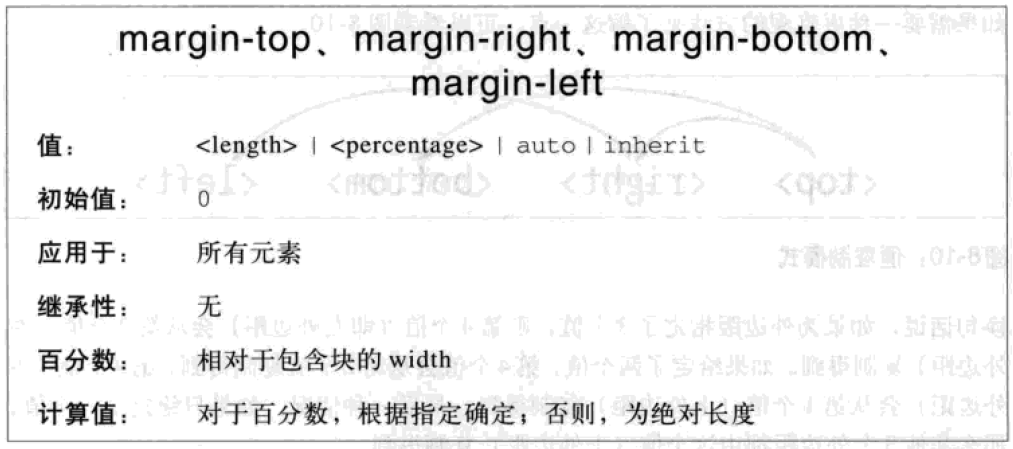 margin-top、margin-right、margin-bottom、
margin-left
值： <length> | <percentage> | auto | inherit
初始值： 0
应用于： 所有元素
继承性： 无
百分数： 相对于包含块的 width
计算值： 对于百分数，根据指定确定；否则，为绝对长度